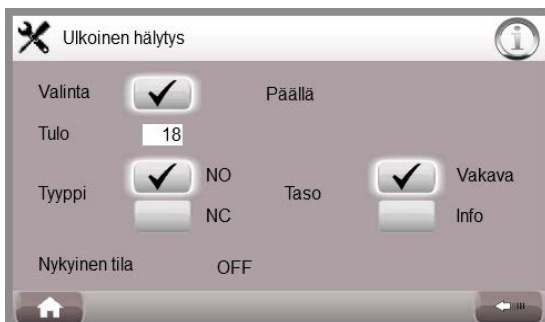 Ulkoinen hälytys
Valinta Päällä
Tulo 18
Tyyppi NO Taso Vakava
NC Info
Nykyinen tila OFF